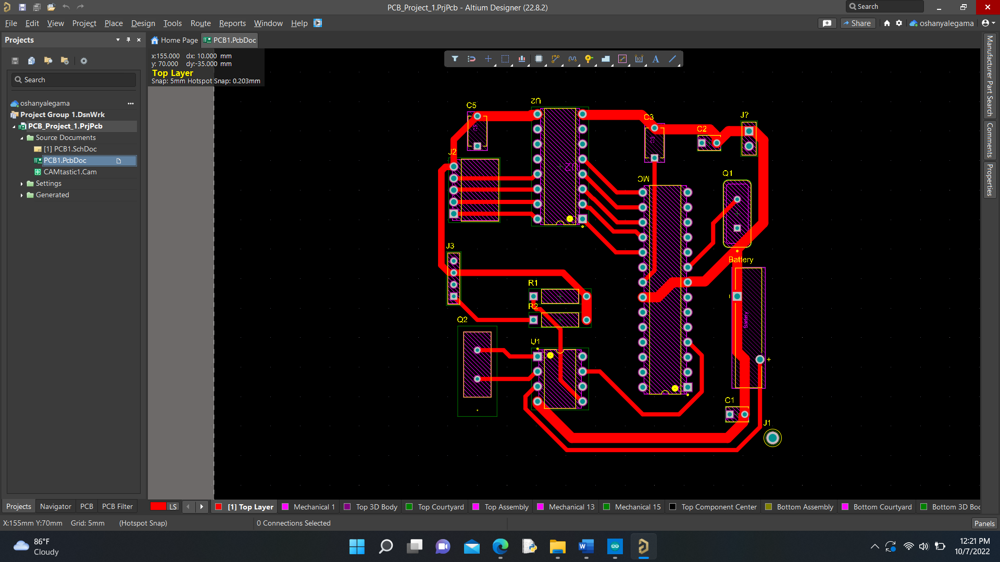 PCB_Project_1.PrjPcb - Altium Designer (22.8.2)
Search
File Edit View Project Place Design Tools Route Reports Window Help
Share
oshanyalegama
Projects
Home Page
PCB1.PcbDoc
x:155.000 dx: 10.000 mm
y: 70.000 dy:-35.000 mm
Top Layer
Snap: 5mm Hotspot Snap: 0.203mm
Search
oshanyalegama
Project Group 1.DsnWrk
PCB_Project_1.PrjPcb
Source Documents
[1] PCB1.SchDoc
PCB1.PcbDoc
CAMtastic1.Cam
Settings
Generated
Manufacturer Part Search
Comments
Properties
U2
C5
C5
C3
C3
J?
C2
J2
U2
Q1
MC
J3
Battery
R1
R2
Battery
Q2
U1
+
C1
J1
Projects Navigator PCB PCB Filter
LS
[1] Top Layer Mechanical 1 Top 3D Body Top Courtyard Top Assembly Mechanical 13 Mechanical 15 Top Component Center Bottom Assembly Bottom Courtyard Bottom 3D Boc
X:155mm Y:70mm Grid: 5mm (Hotspot Snap) 0 Connections Selected
Panels
86°F
Cloudy
12:21 PM
10/7/2022